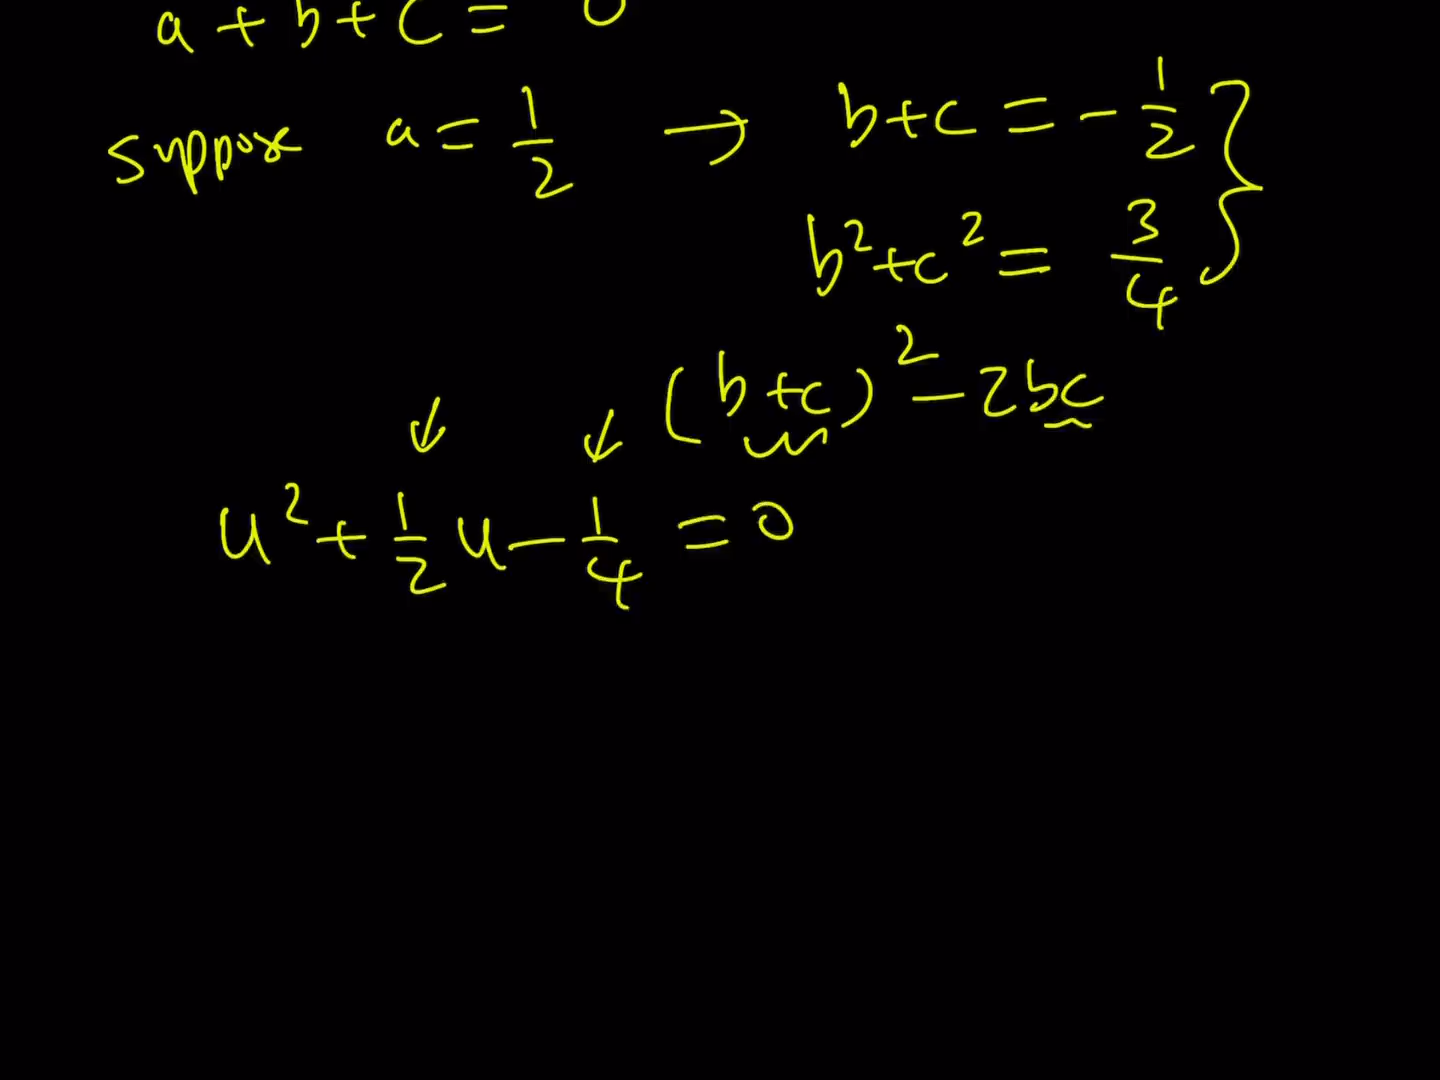 a + b + c = 0
suppose a = 1/2 → b + c = - 1/2 }
b² + c² = 3/4
↓ ↓ (b + c)² - 2bc
u² + 1/2 u - 1/4 = 0